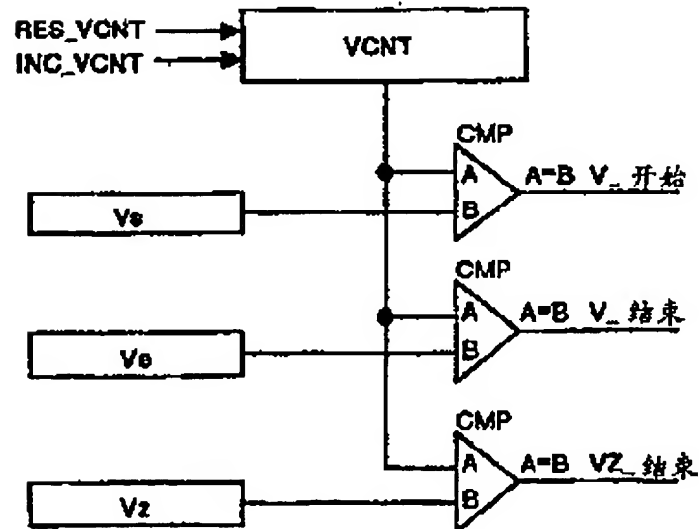 RES_VCNT
INC_VCNT
VCNT
CMP
A
B
A=B V_开始
Vs
CMP
A
B
A=B V_结束
Ve
CMP
A
B
A=B VZ_结束
Vz